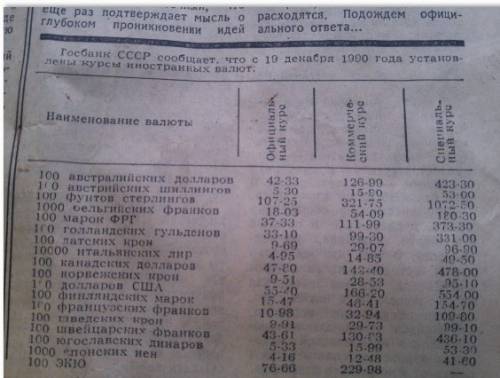 еще раз подтверждает мысль о
глубоком проникновении идей
расходятся. Подождем офици-
ального ответа...
Госбанк СССР сообщает, что с 19 декабря 1990 года установ-
лены курсы иностранных валют.
Наименование валюты Официаль-ный курс Коммерче-ский курс Специаль-ный курс
100 австралийских долларов 42-33 126-99 423-30
100 австрийских шиллингов 5-30 15-90 53-00
100 фунтов стерлингов 107-25 321-75 1072-50
1000 бельгийских франков 18-03 54-09 180-30
100 марок ФРГ 37-33 111-99 373-30
100 голландских гульденов 33-10 99-30 331-00
100 датских крон 9-69 29-07 96-90
10000 итальянских лир 4-95 14-85 49-50
100 канадских долларов 47-80 143-40 478-00
100 норвежских крон 9-51 28-53 95-10
100 долларов США 55-40 166-20 554-00
100 финляндских марок 15-47 46-41 154-70
100 французских франков 10-98 32-94 109-80
100 шведских крон 9-91 29-73 99-10
100 швейцарских франков 43-61 130-83 436-10
100 югославских динаров 5-33 15-99 53-30
1000 японских иен 4-16 12-48 41-60
100 ЭКЮ 76-66 229-98